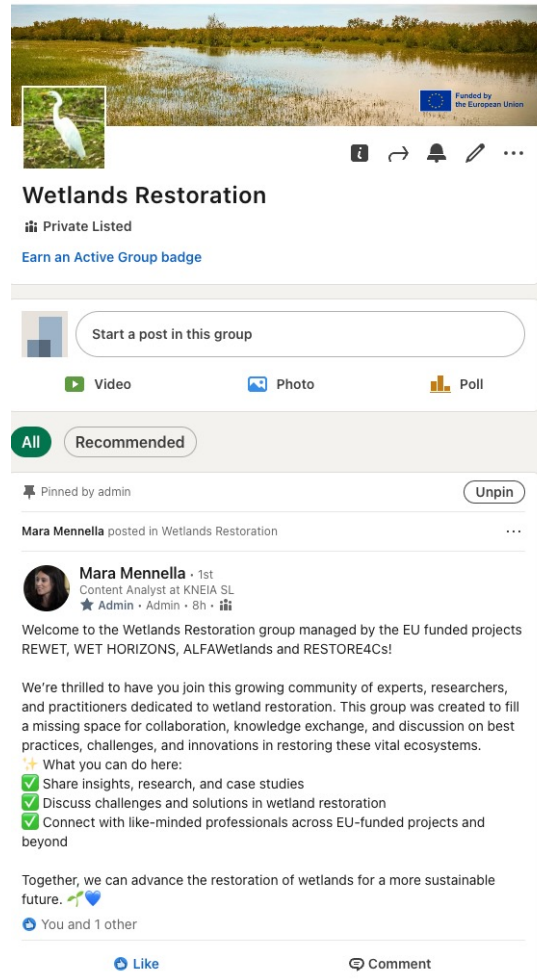 Funded by
the European Union
Wetlands Restoration
Private Listed
Earn an Active Group badge
Start a post in this group
Video
Photo
Poll
All
Recommended
Pinned by admin
Unpin
Mara Mennella posted in Wetlands Restoration
Mara Mennella • 1st
Content Analyst at KNEIA SL
Admin • Admin • 8h •
Welcome to the Wetlands Restoration group managed by the EU funded projects
REWET, WET HORIZONS, ALFAWetlands and RESTORE4Cs!
We're thrilled to have you join this growing community of experts, researchers,
and practitioners dedicated to wetland restoration. This group was created to fill
a missing space for collaboration, knowledge exchange, and discussion on best
practices, challenges, and innovations in restoring these vital ecosystems.
✨ What you can do here:
✅ Share insights, research, and case studies
✅ Discuss challenges and solutions in wetland restoration
✅ Connect with like-minded professionals across EU-funded projects and
beyond
Together, we can advance the restoration of wetlands for a more sustainable
future. 🌱💙
You and 1 other
Like
Comment